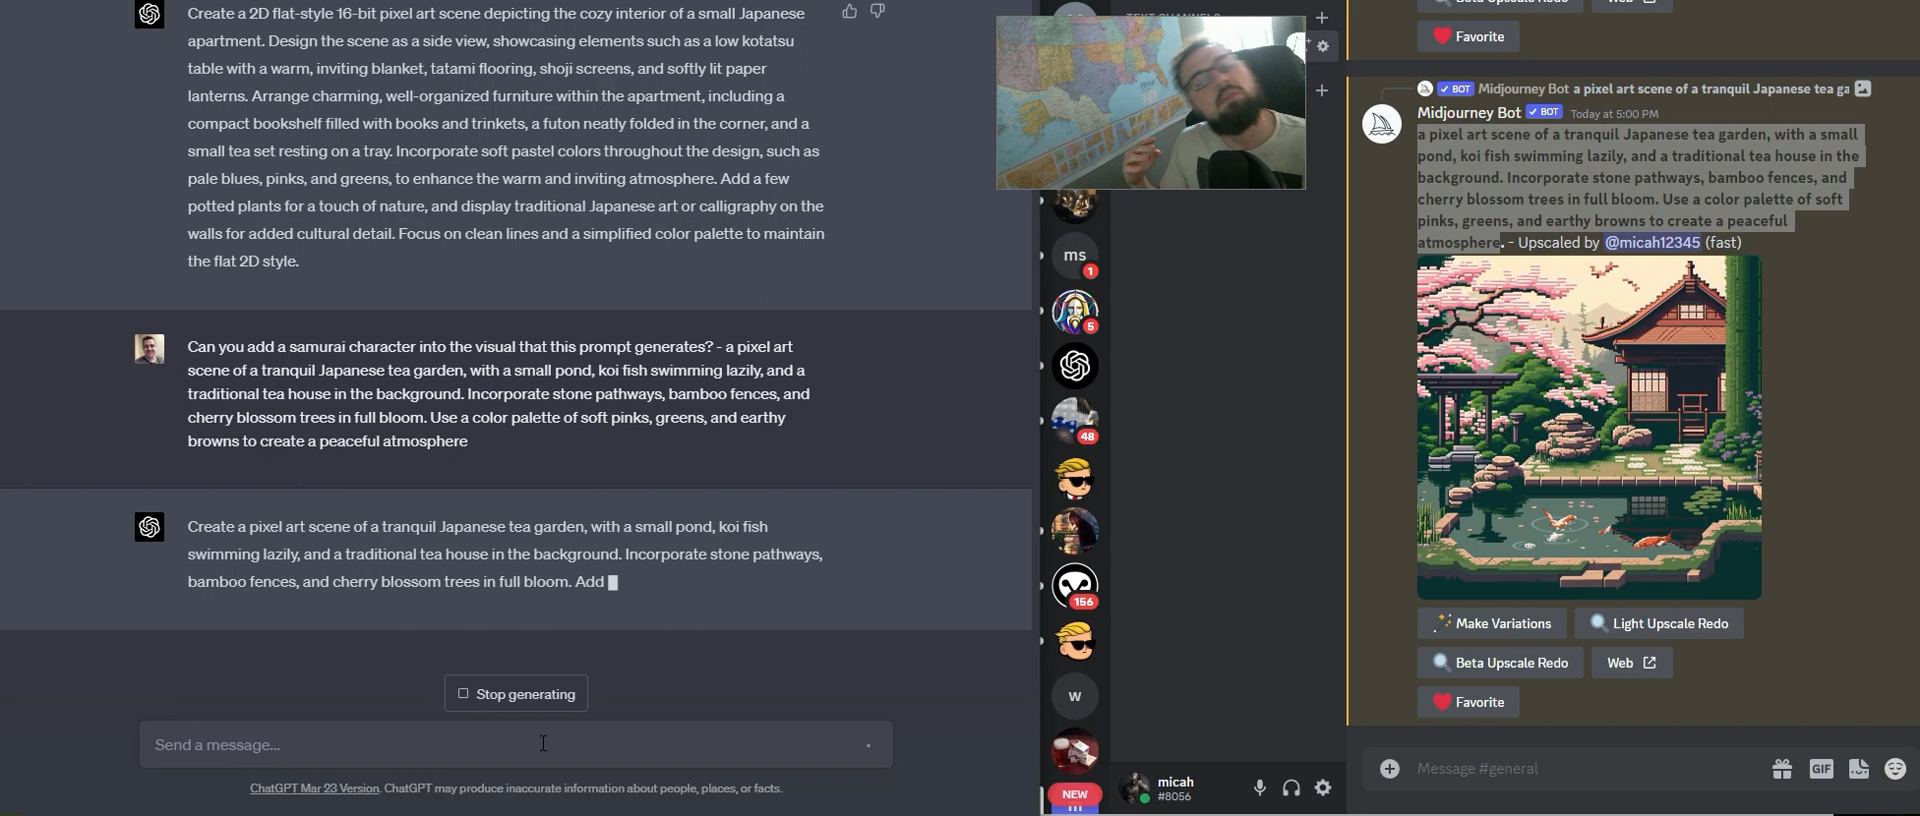 Create a 2D flat-style 16-bit pixel art scene depicting the cozy interior of a small Japanese
apartment. Design the scene as a side view, showcasing elements such as a low kotatsu
table with a warm, inviting blanket, tatami flooring, shoji screens, and softly lit paper
lanterns. Arrange charming, well-organized furniture within the apartment, including a
compact bookshelf filled with books and trinkets, a futon neatly folded in the corner, and a
small tea set resting on a tray. Incorporate soft pastel colors throughout the design, such as
pale blues, pinks, and greens, to enhance the warm and inviting atmosphere. Add a few
potted plants for a touch of nature, and display traditional Japanese art or calligraphy on the
walls for added cultural detail. Focus on clean lines and a simplified color palette to maintain
the flat 2D style.
Can you add a samurai character into the visual that this prompt generates? - a pixel art
scene of a tranquil Japanese tea garden, with a small pond, koi fish swimming lazily, and a
traditional tea house in the background. Incorporate stone pathways, bamboo fences, and
cherry blossom trees in full bloom. Use a color palette of soft pinks, greens, and earthy
browns to create a peaceful atmosphere
Create a pixel art scene of a tranquil Japanese tea garden, with a small pond, koi fish
swimming lazily, and a traditional tea house in the background. Incorporate stone pathways,
bamboo fences, and cherry blossom trees in full bloom. Add
Stop generating
Send a message...
ChatGPT Mar 23 Version. ChatGPT may produce inaccurate information about people, places, or facts.
TEXT CHANNELS
ms
1
5
48
156
W
NEW
micah
#8056
Beta Upscale Redo Web
Favorite
BOT Midjourney Bot a pixel art scene of a tranquil Japanese tea ga
Midjourney Bot BOT Today at 5:00 PM
a pixel art scene of a tranquil Japanese tea garden, with a small
pond, koi fish swimming lazily, and a traditional tea house in the
background. Incorporate stone pathways, bamboo fences, and
cherry blossom trees in full bloom. Use a color palette of soft
pinks, greens, and earthy browns to create a peaceful
atmosphere. - Upscaled by @micah12345 (fast)
Make Variations Light Upscale Redo
Beta Upscale Redo Web
Favorite
Message #general
GIF